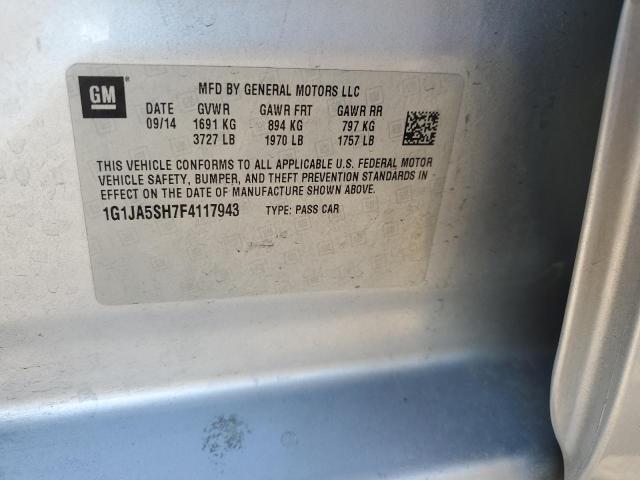 GM
MFD BY GENERAL MOTORS LLC
DATE GVWR GAWR FRT GAWR RR
09/14 1691 KG 894 KG 797 KG
3727 LB 1970 LB 1757 LB
THIS VEHICLE CONFORMS TO ALL APPLICABLE U.S. FEDERAL MOTOR
VEHICLE SAFETY, BUMPER, AND THEFT PREVENTION STANDARDS IN
EFFECT ON THE DATE OF MANUFACTURE SHOWN ABOVE.
1G1JA5SH7F4117943 TYPE: PASS CAR